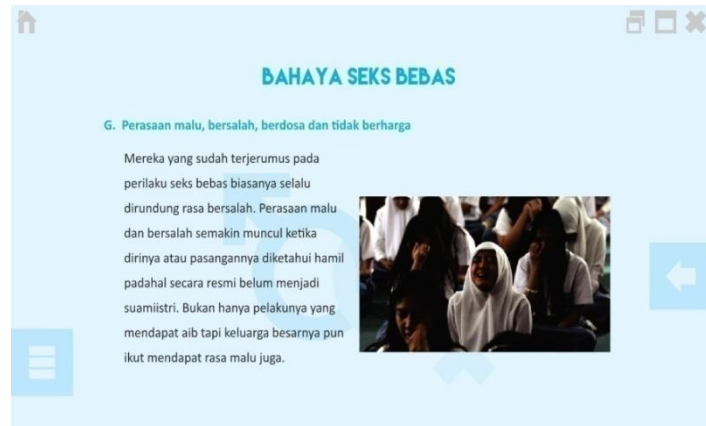 BAHAYA SEKS BEBAS
G. Perasaan malu, bersalah, berdosa dan tidak berharga
Mereka yang sudah terjerumus pada
perilaku seks bebas biasanya selalu
dirundung rasa bersalah. Perasaan malu
dan bersalah semakin muncul ketika
dirinya atau pasangannya diketahui hamil
padahal secara resmi belum menjadi
suamiistri. Bukan hanya pelakunya yang
mendapat aib tapi keluarga besarnya pun
ikut mendapat rasa malu juga.